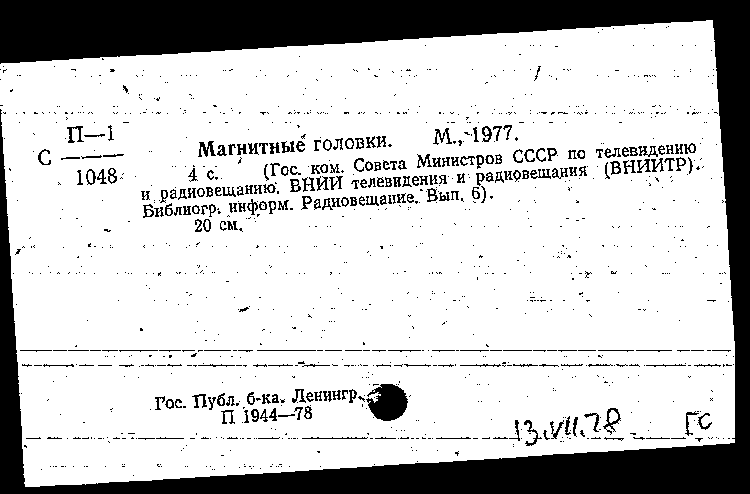 П—1
С ———
1048
Магнитные головки. М., 1977.
4 с. (Гос. ком. Совета Министров СССР по телевидению
и радиовещанию. ВНИИ телевидения и радиовещания (ВНИИТР).
Библиогр. информ. Радиовещание. Вып. 6).
20 см.
Гос. Публ. б-ка. Ленингр.
П 1944—78
13.VII.78. ГС